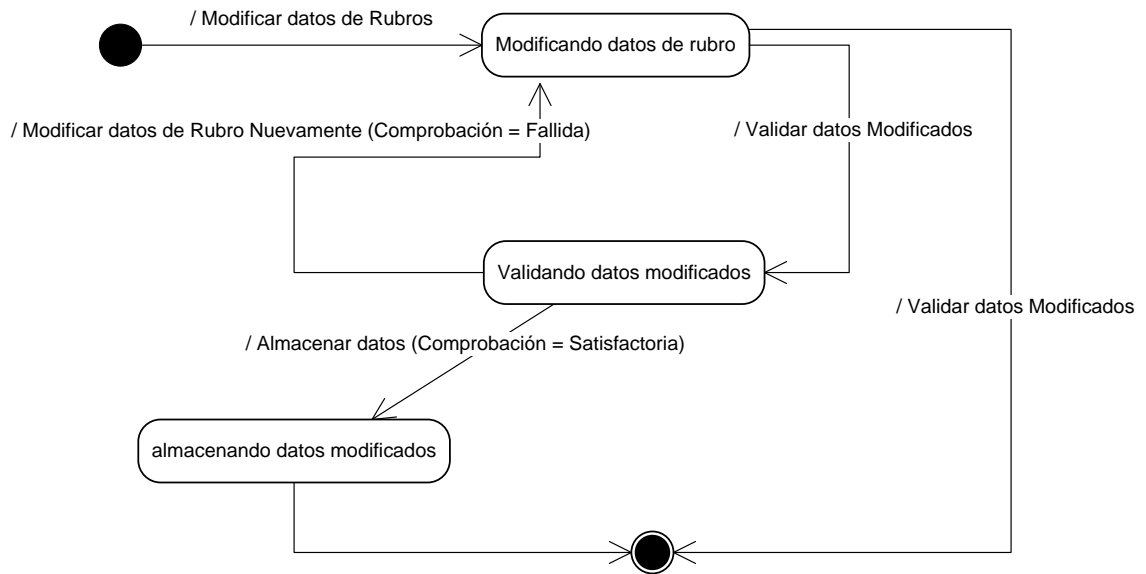 / Modificar datos de Rubros
Modificando datos de rubro
/ Modificar datos de Rubro Nuevamente (Comprobación = Fallida)
/ Validar datos Modificados
Validando datos modificados
/ Validar datos Modificados
/ Almacenar datos (Comprobación = Satisfactoria)
almacenando datos modificados